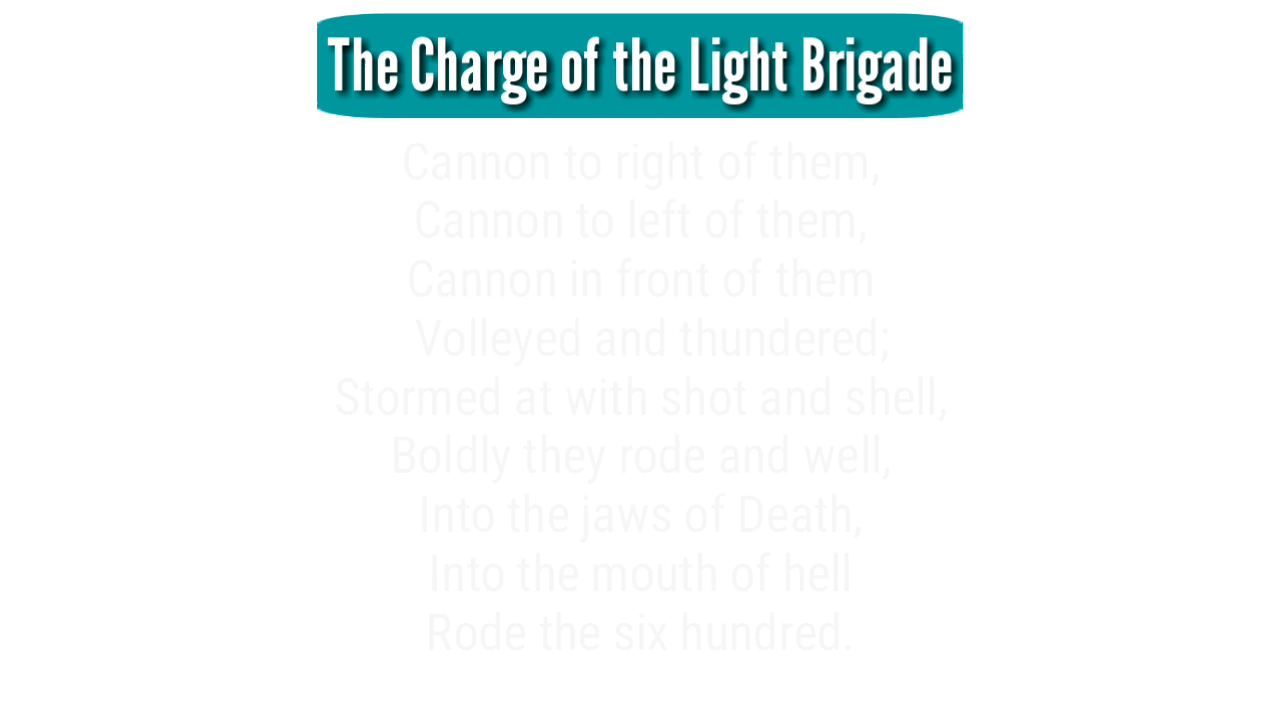 The Charge of the Light Brigade
Cannon to right of them,
Cannon to left of them,
Cannon in front of them
Volleyed and thundered;
Stormed at with shot and shell,
Boldly they rode and well,
Into the jaws of Death,
Into the mouth of hell
Rode the six hundred.